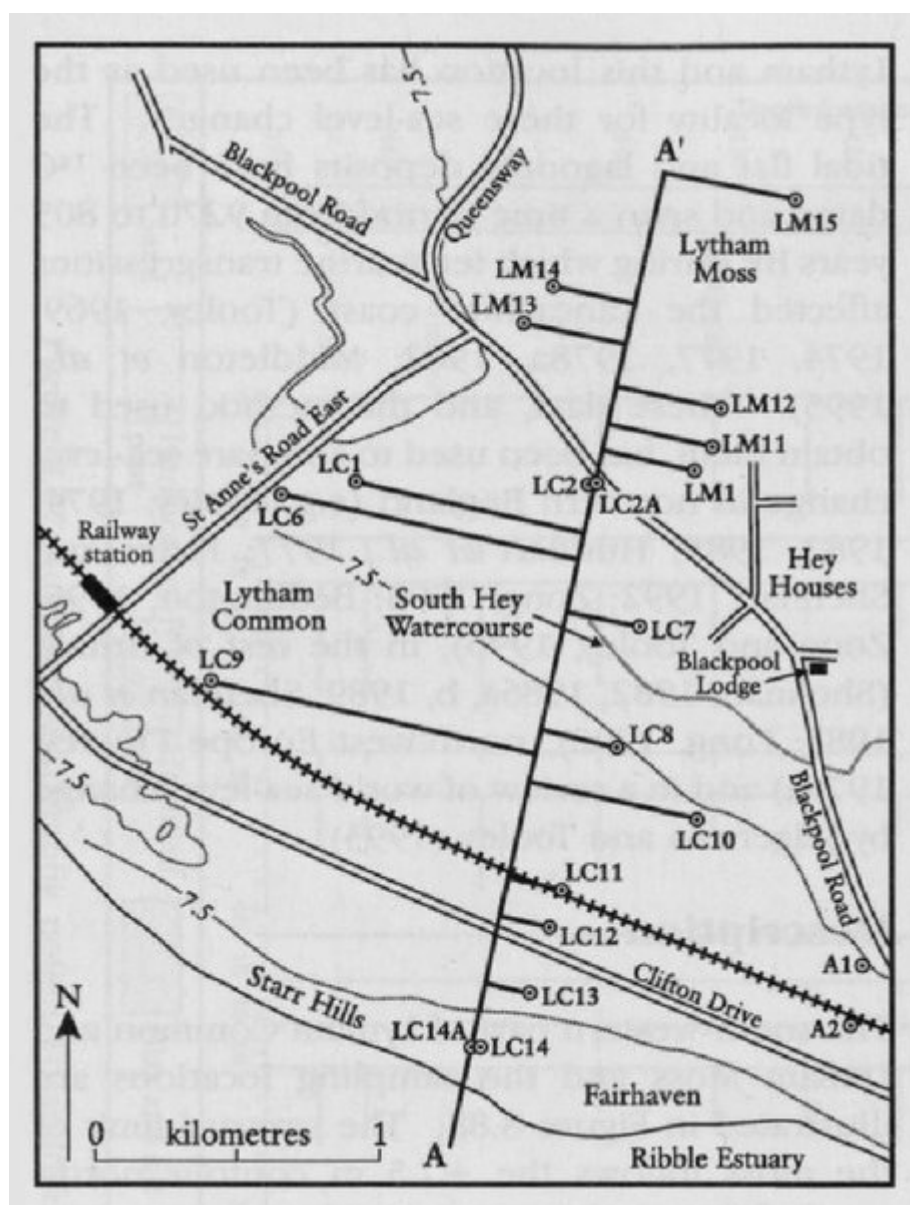 7.5
Blackpool
Road
Queensway
A'
LM15
Lytham
Moss
LM14
LM13
LM12
LM11
LM1
St Anne's Road East
LC1
LC2
LC2A
LC6
Railway
station
7.5
Hey
Houses
Lytham
Common
South Hey
Watercourse
LC7
Blackpool
Lodge
LC9
LC8
7.5
7.5
LC10
Blackpool Road
LC11
LC12
A1
Clifton Drive
A2
Starr Hills
LC13
N
LC14A
LC14
Fairhaven
0 kilometres 1
A
Ribble Estuary